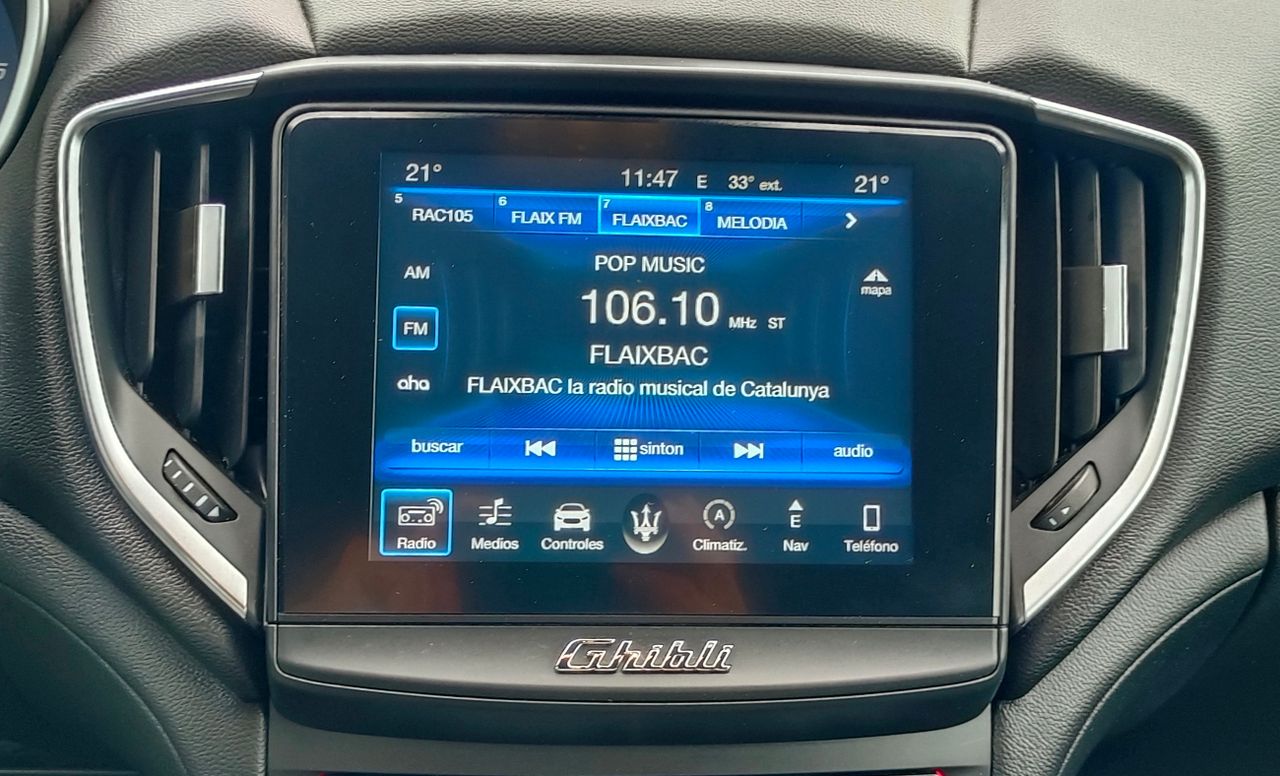 21° 11:47 E 33° ext. 21°
5 RAC105 6 FLAIX FM 7 FLAIXBAC 8 MELODIA
POP MUSIC
AM
mapa
106.10 MHz ST
FM
FLAIXBAC
aha
FLAIXBAC la radio musical de Catalunya
buscar sinton audio
A
E
Radio Medios Controles Climatiz. Nav Teléfono
Ghibli